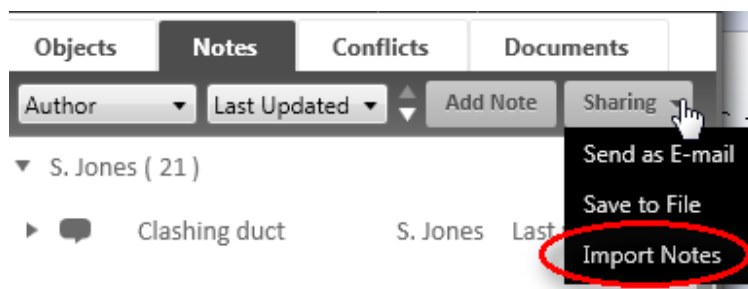 Objects Notes Conflicts Documents
Author Last Updated Add Note Sharing
Send as E-mail
S. Jones ( 21 )
Save to File
Clashing duct S. Jones Last
Import Notes